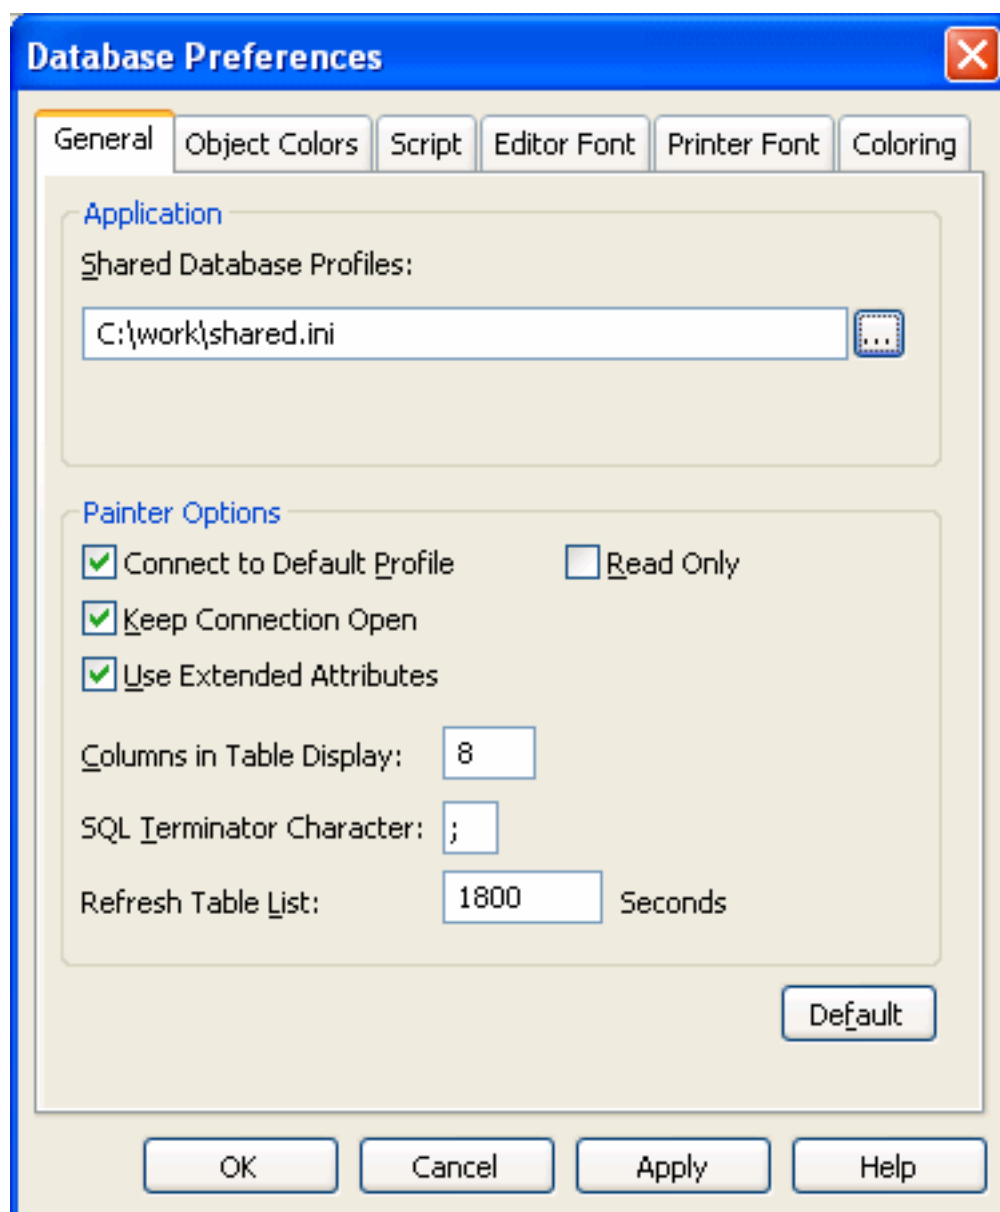 Database Preferences
General Object Colors Script Editor Font Printer Font Coloring
Application
Shared Database Profiles:
C:\work\shared.ini ...
Painter Options
Connect to Default Profile Read Only
Keep Connection Open
Use Extended Attributes
Columns in Table Display: 8
SQL Terminator Character: ;
Refresh Table List: 1800 Seconds
Default
OK Cancel Apply Help